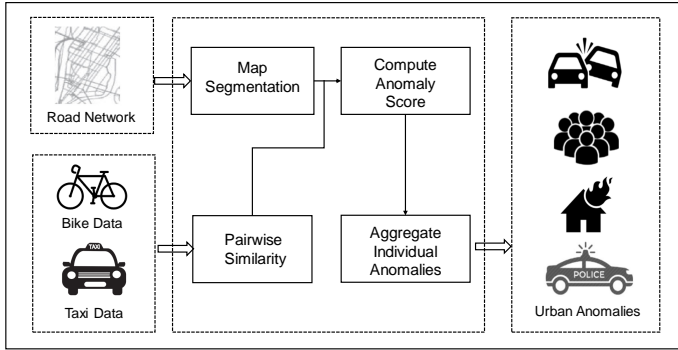 Road Network
Bike Data
TAXI
Taxi Data
Map
Segmentation
Pairwise
Similarity
Compute
Anomaly
Score
Aggregate
Individual
Anomalies
POLICE
Urban Anomalies